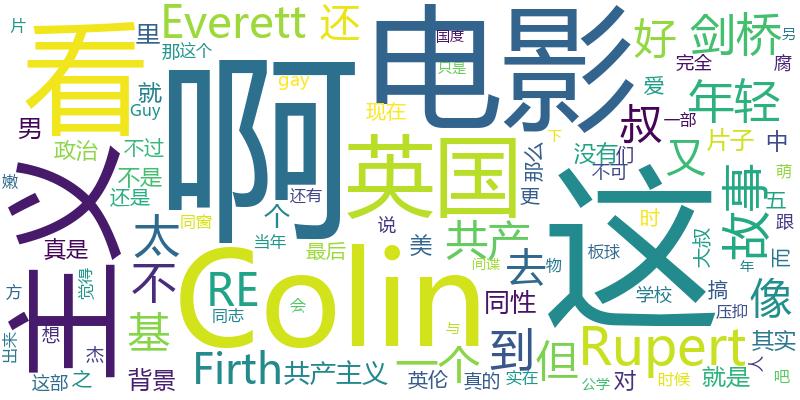 片 那这个 Everett 还 国度 好 剑桥 另
里 只是 完全 腐
看 啊 电影 gay Guy 现在 叔 一部 爱 年轻
就
男 政治 不过 英国 那么 没有 们 又 片子 中 萌
嫩 不是 还是 还有 下 更 不可 五 跟
主义 太 同窗 个 说 这 时 故事
真是 不 当年 最后 美 共产 去 物 板球 大叔 而 年
方 觉得 Colin 间谍 像
出来 想 基 RE 同志 会 与 同性 学校 搞 压抑
杰 到 但 Rupert 其实 人
这部 之 背景 Firth 共产主义 一个 英伦 真的 实在 公学 对 时候 就是 吧